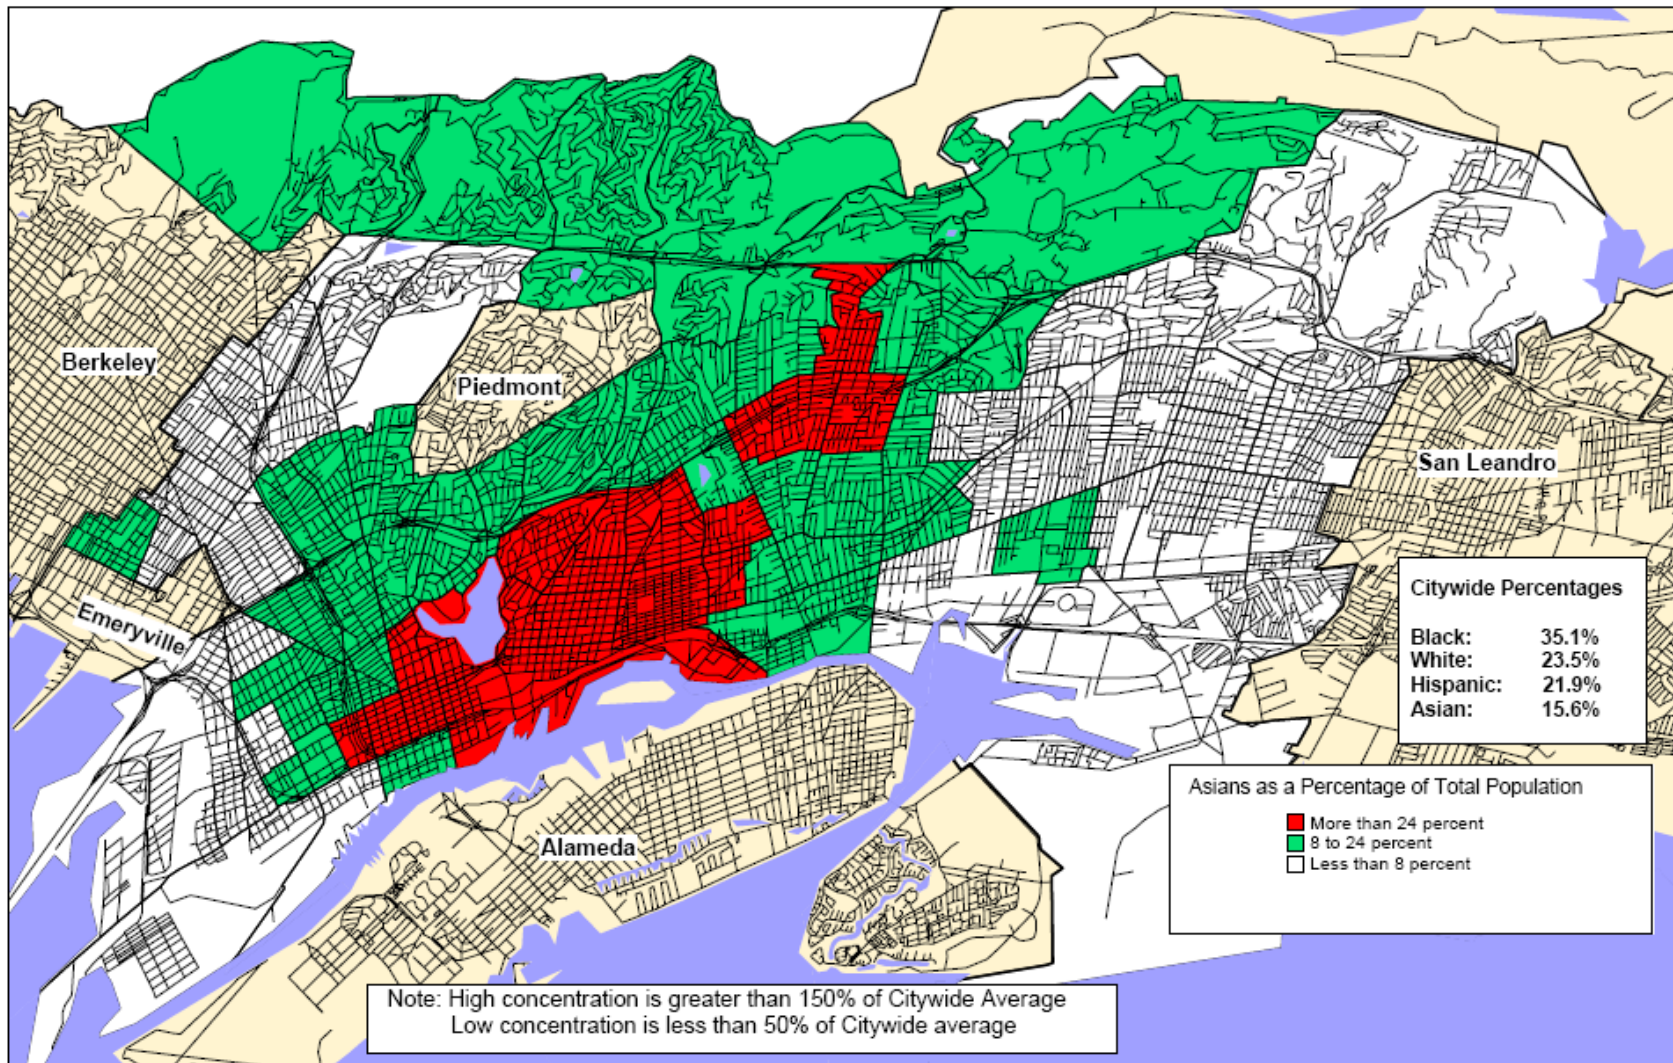 Berkeley
Piedmont
San Leandro
Emeryville
Alameda
Citywide Percentages
Black: 35.1%
White: 23.5%
Hispanic: 21.9%
Asian: 15.6%
Asians as a Percentage of Total Population
More than 24 percent
8 to 24 percent
Less than 8 percent
Note: High concentration is greater than 150% of Citywide Average
Low concentration is less than 50% of Citywide average